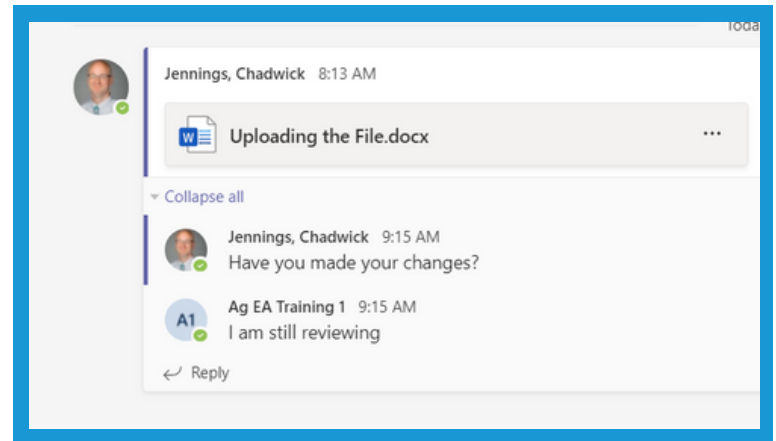 Today
Jennings, Chadwick 8:13 AM
W
Uploading the File.docx
Collapse all
Jennings, Chadwick 9:15 AM
Have you made your changes?
A1
Ag EA Training 1 9:15 AM
I am still reviewing
Reply